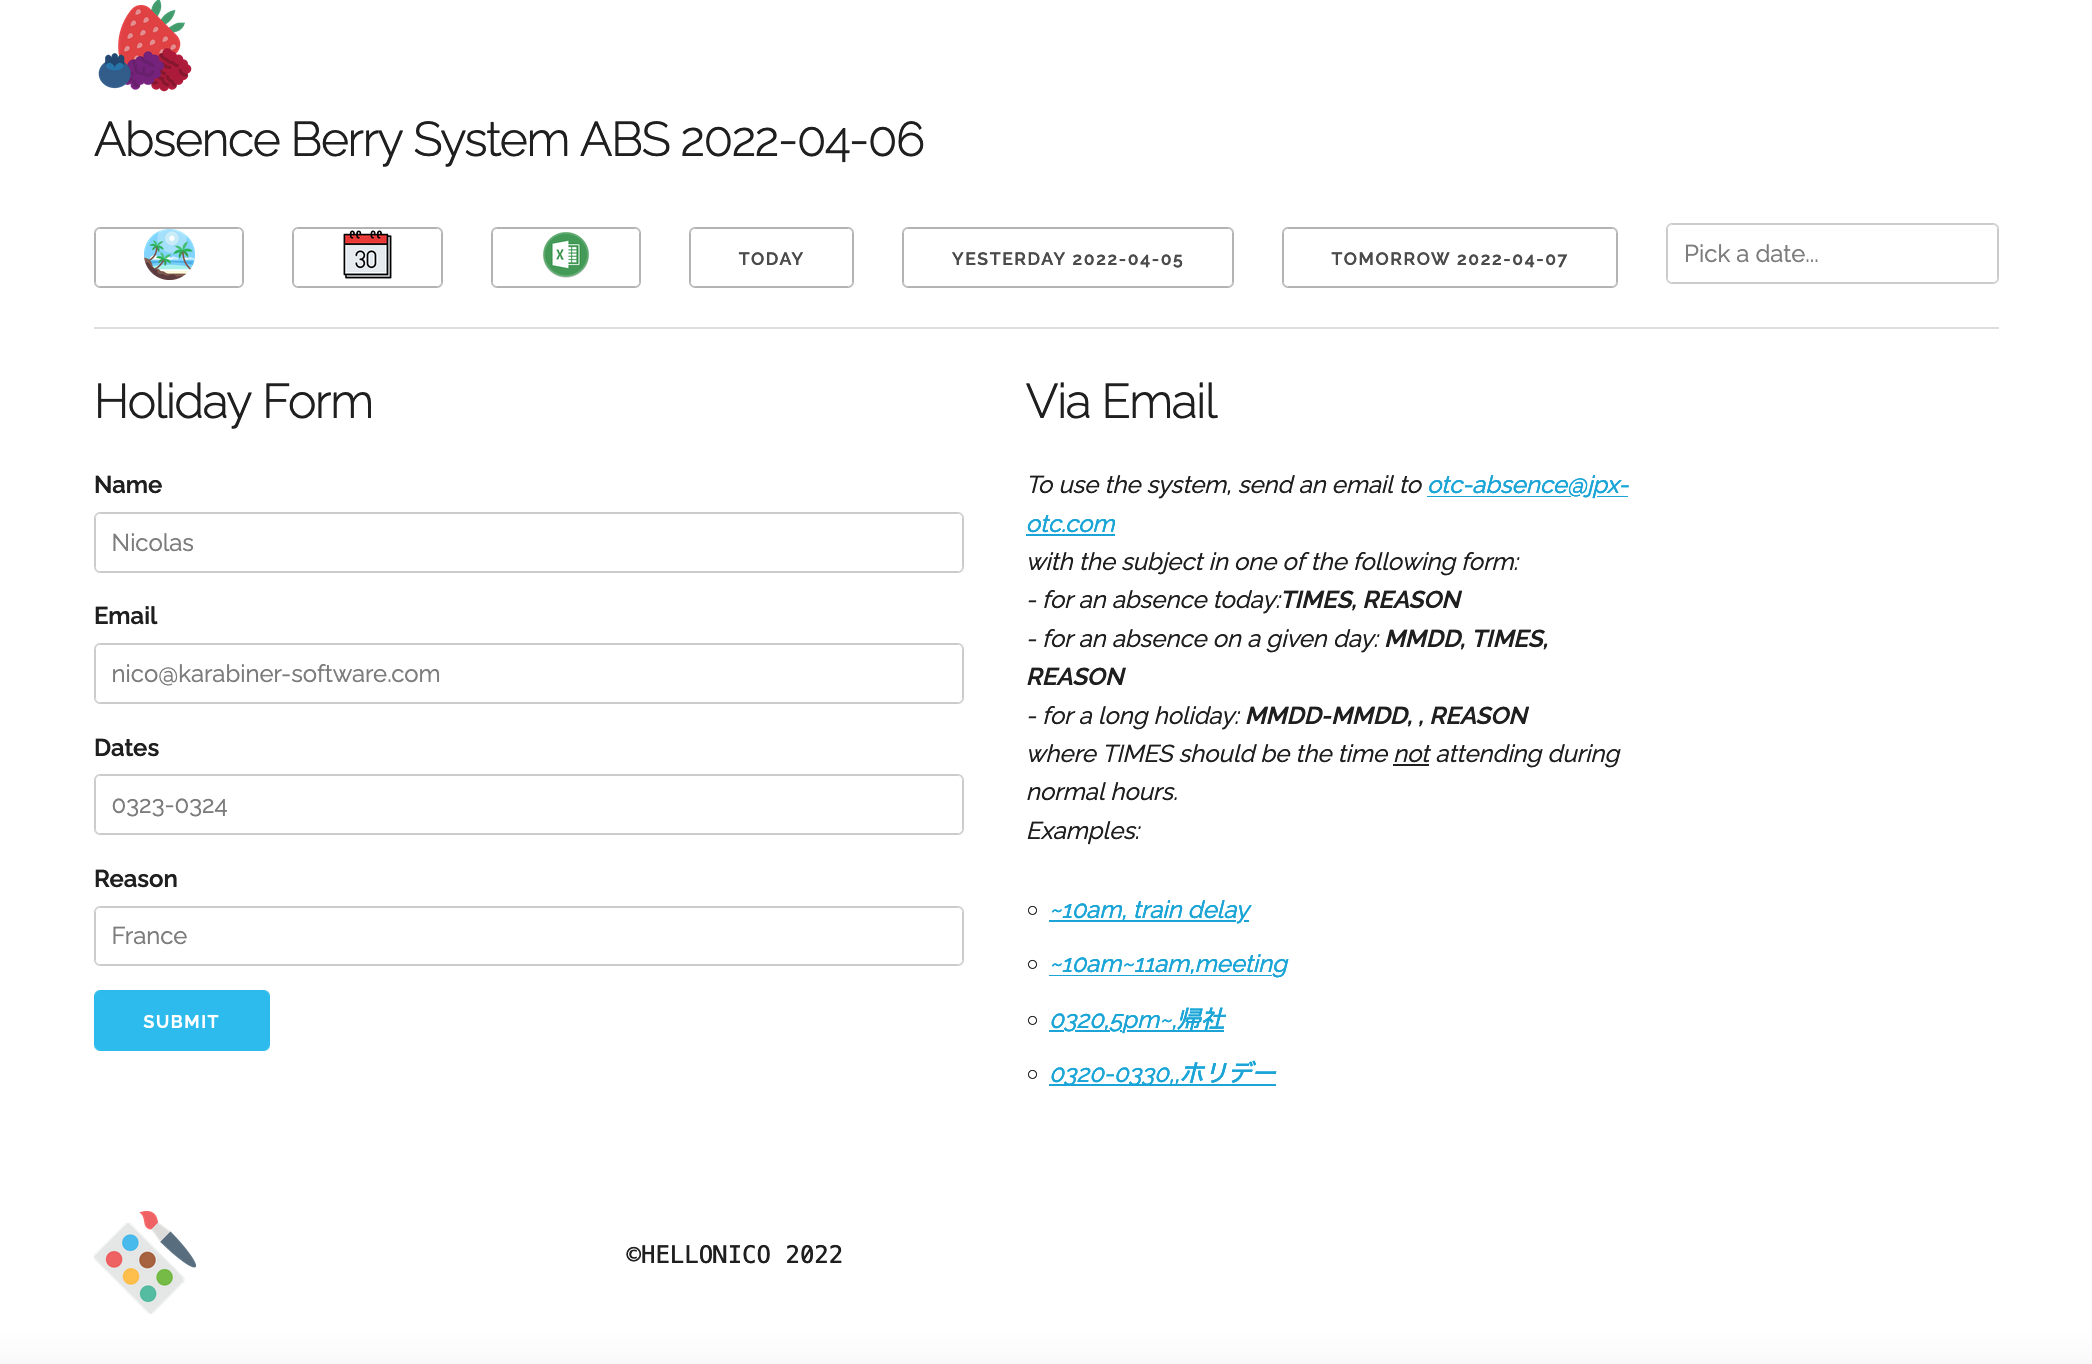 Absence Berry System ABS 2022-04-06
30
X
TODAY
YESTERDAY 2022-04-05
TOMORROW 2022-04-07
Pick a date...
Holiday Form
Name
Nicolas
Email
nico@karabiner-software.com
Dates
0323-0324
Reason
France
SUBMIT
Via Email
To use the system, send an email to otc-absence@jpx-
otc.com
with the subject in one of the following form:
- for an absence today:TIMES, REASON
- for an absence on a given day: MMDD, TIMES,
REASON
- for a long holiday: MMDD-MMDD, , REASON
where TIMES should be the time not attending during
normal hours.
Examples:
~10am, train delay
~10am~11am,meeting
0320,5pm~,帰社
0320-0330,,ホリデー
©HELLONICO 2022